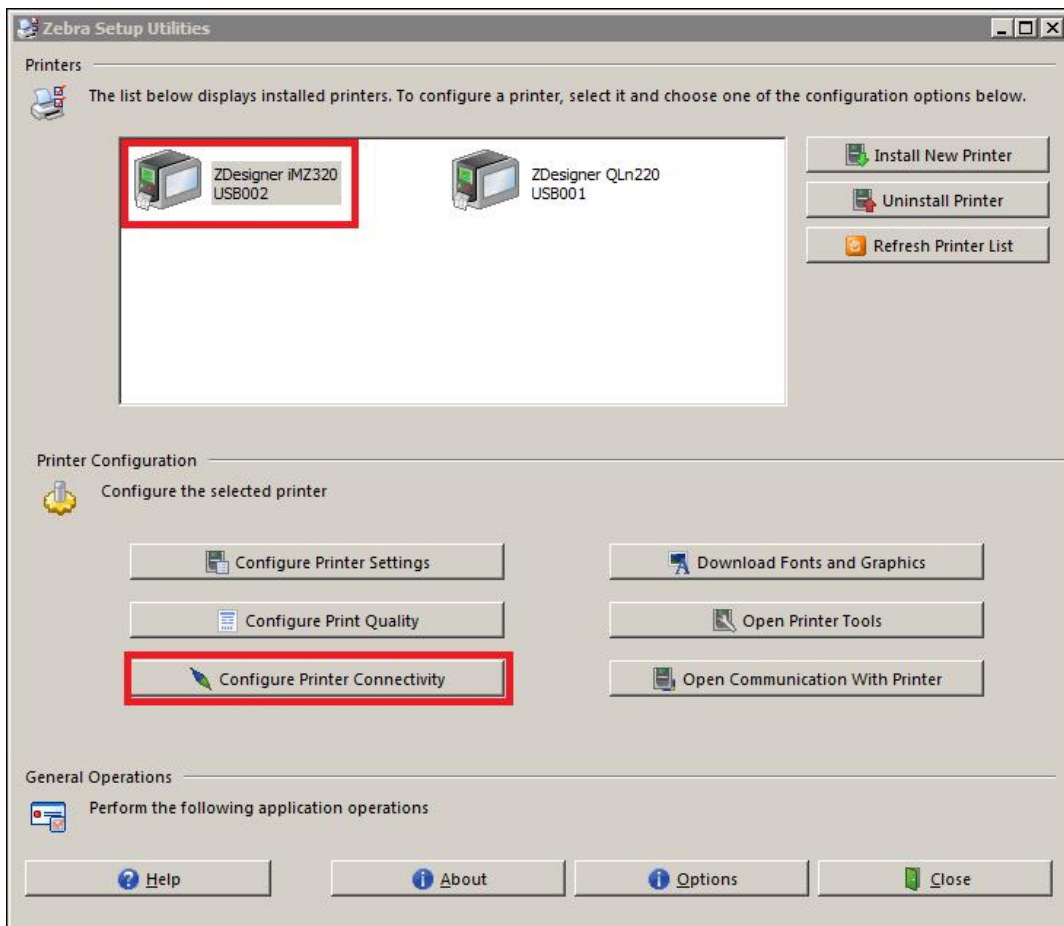 Zebra Setup Utilities
Printers
The list below displays installed printers. To configure a printer, select it and choose one of the configuration options below.
ZDesigner iMZ320
USB002
ZDesigner QLn220
USB001
Install New Printer
Uninstall Printer
Refresh Printer List
Printer Configuration
Configure the selected printer
Configure Printer Settings
Download Fonts and Graphics
Configure Print Quality
Open Printer Tools
Configure Printer Connectivity
Open Communication With Printer
General Operations
Perform the following application operations
Help
About
Options
Close